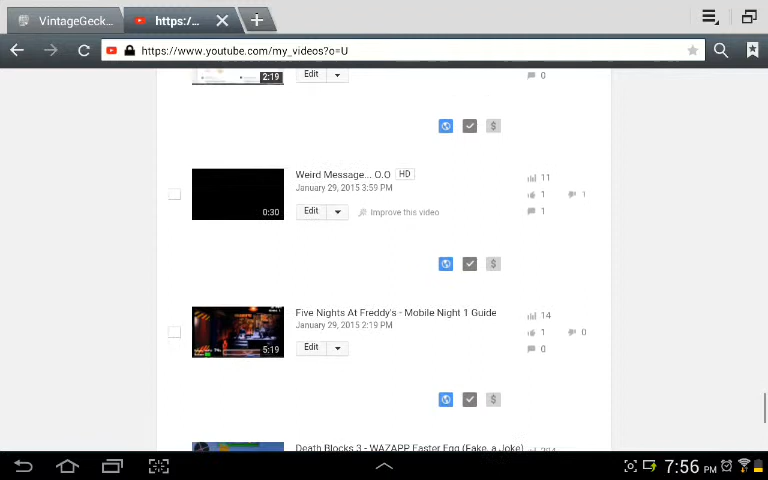 VintageGeck...
https:/...
https://www.youtube.com/my_videos?o=U
2:19
Edit
0
$
Weird Message... O.O HD
11
January 29, 2015 3:59 PM
1 1
0:30
Edit
Improve this video
1
$
Five Nights At Freddy's - Mobile Night 1 Guide
14
January 29, 2015 2:19 PM
1 0
5:19
Edit
0
$
Death Blocks 3 - WAZAPP Easter Egg (Fake, a Joke)
7:56 PM